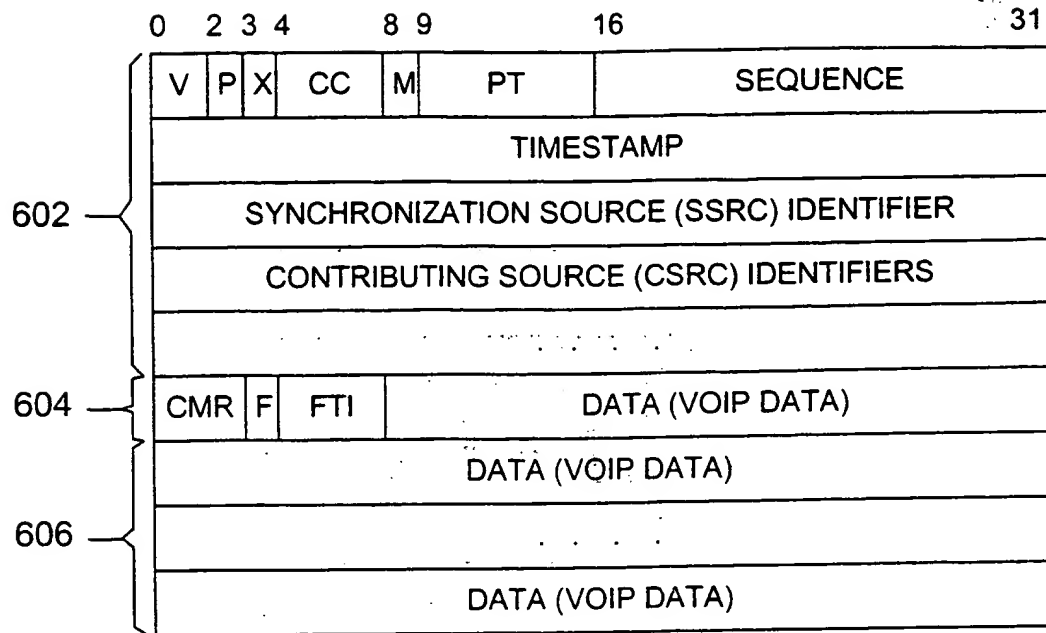 0 2 3 4 8 9 16 31
V P X CC M PT SEQUENCE
TIMESTAMP
602
SYNCHRONIZATION SOURCE (SSRC) IDENTIFIER
CONTRIBUTING SOURCE (CSRC) IDENTIFIERS
. . . .
604
CMR F FTI DATA (VOIP DATA)
DATA (VOIP DATA)
606
. . . .
DATA (VOIP DATA)